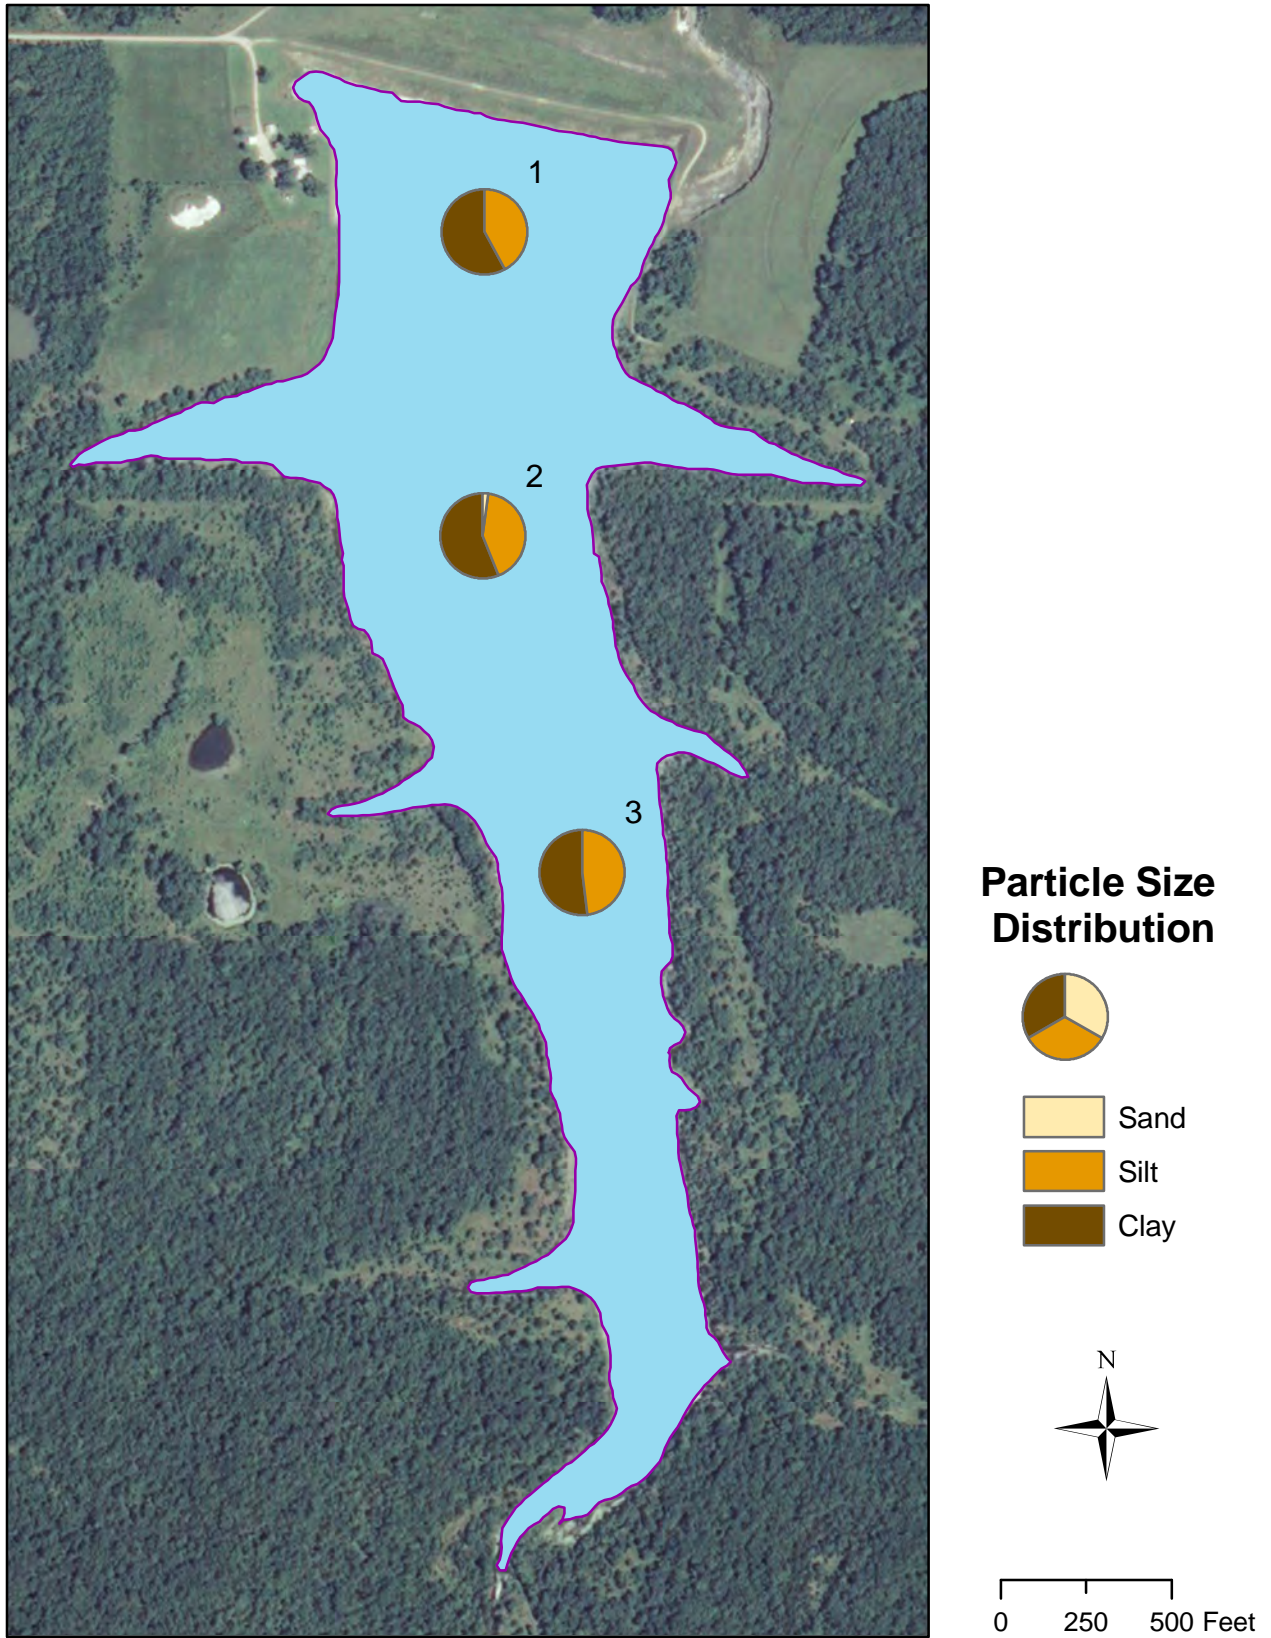 1
2
3
Particle Size
Distribution
Sand
Silt
Clay
N
0 250 500 Feet